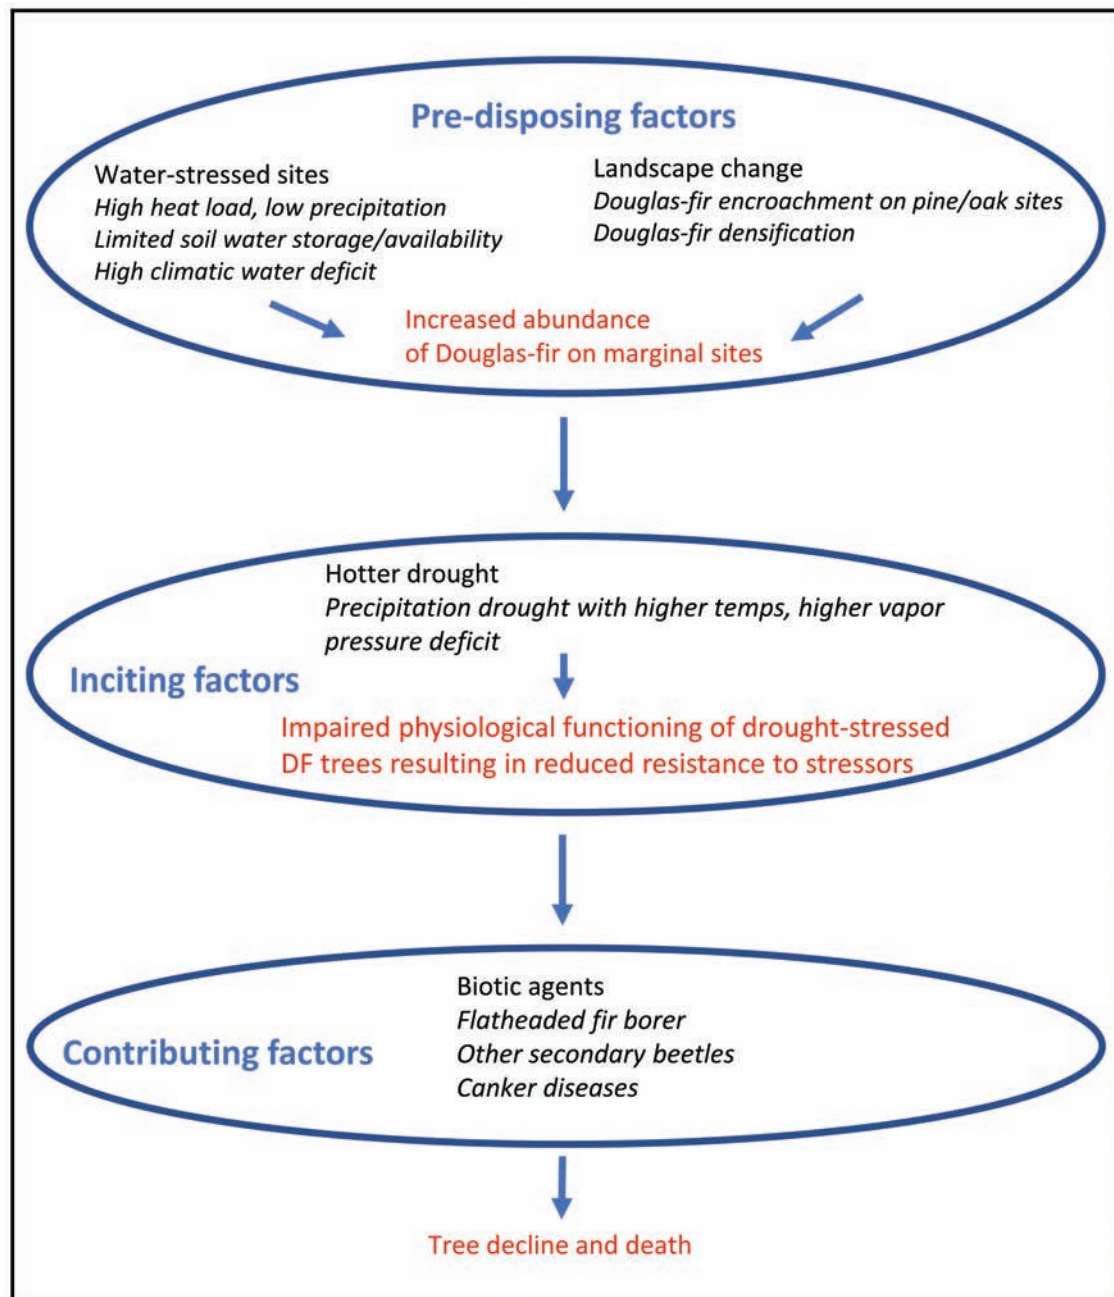 Pre-disposing factors
Water-stressed sites
High heat load, low precipitation
Limited soil water storage/availability
High climatic water deficit
Landscape change
Douglas-fir encroachment on pine/oak sites
Douglas-fir densification
Increased abundance
of Douglas-fir on marginal sites
Hotter drought
Precipitation drought with higher temps, higher vapor
pressure deficit
Inciting factors
Impaired physiological functioning of drought-stressed
DF trees resulting in reduced resistance to stressors
Biotic agents
Flatheaded fir borer
Other secondary beetles
Canker diseases
Contributing factors
Tree decline and death